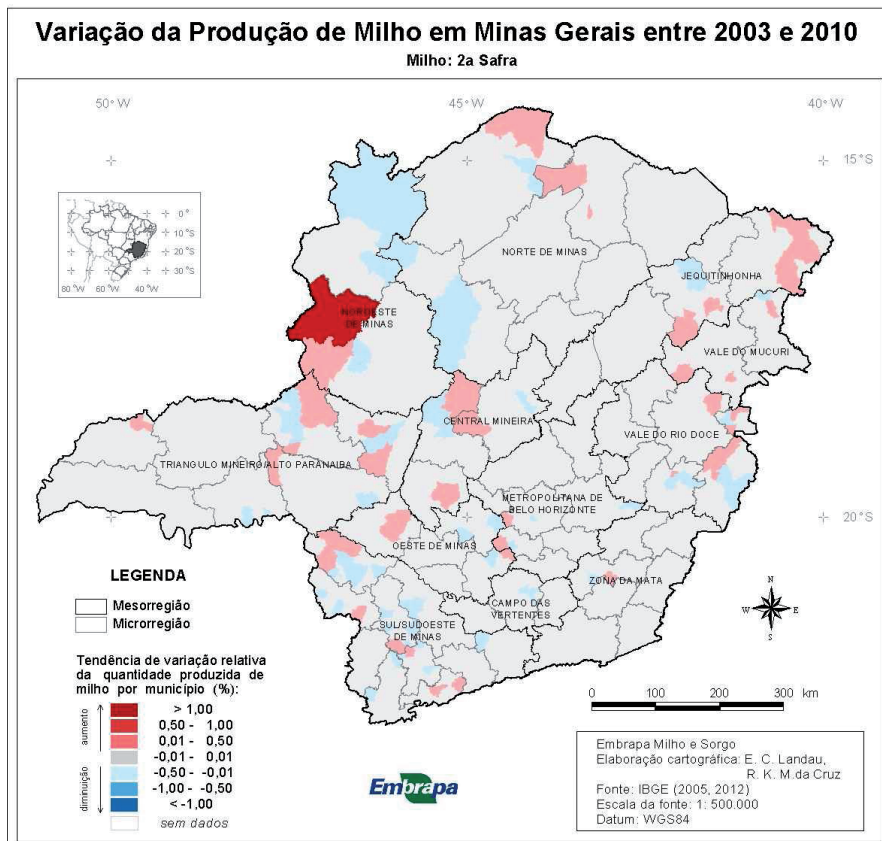 Variação da Produção de Milho em Minas Gerais entre 2003 e 2010
Milho: 2a Safra
50° W
45° W
40° W
15° S
20° S
0°
10° S
20° S
30° S
80° W 60° W 40° W
NORTE DE MINAS
JEQUITINHONHA
NOROESTE
DE MINAS
VALE DO MUCURI
CENTRAL MINEIRA
VALE DO RIO DOCE
TRIANGULO MINEIRO/ALTO PARANAIBA
METROPOLITANA DE
BELO HORIZONTE
OESTE DE MINAS
ZONA DA MATA
CAMPO DAS
VERTENTES
SUL/SUDOESTE
DE MINAS
N
W E
S
LEGENDA
Mesorregião
Microrregião
Tendência de variação relativa
da quantidade produzida de
milho por município (%):
aumento
diminuição
> 1,00
0,50 - 1,00
0,01 - 0,50
-0,01 - 0,01
-0,50 - -0,01
-1,00 - -0,50
< -1,00
sem dados
0 100 200 300 km
Embrapa
Embrapa Milho e Sorgo
Elaboração cartográfica: E. C. Landau,
R. K. M.da Cruz
Fonte: IBGE (2005, 2012)
Escala da fonte: 1: 500.000
Datum: WGS84